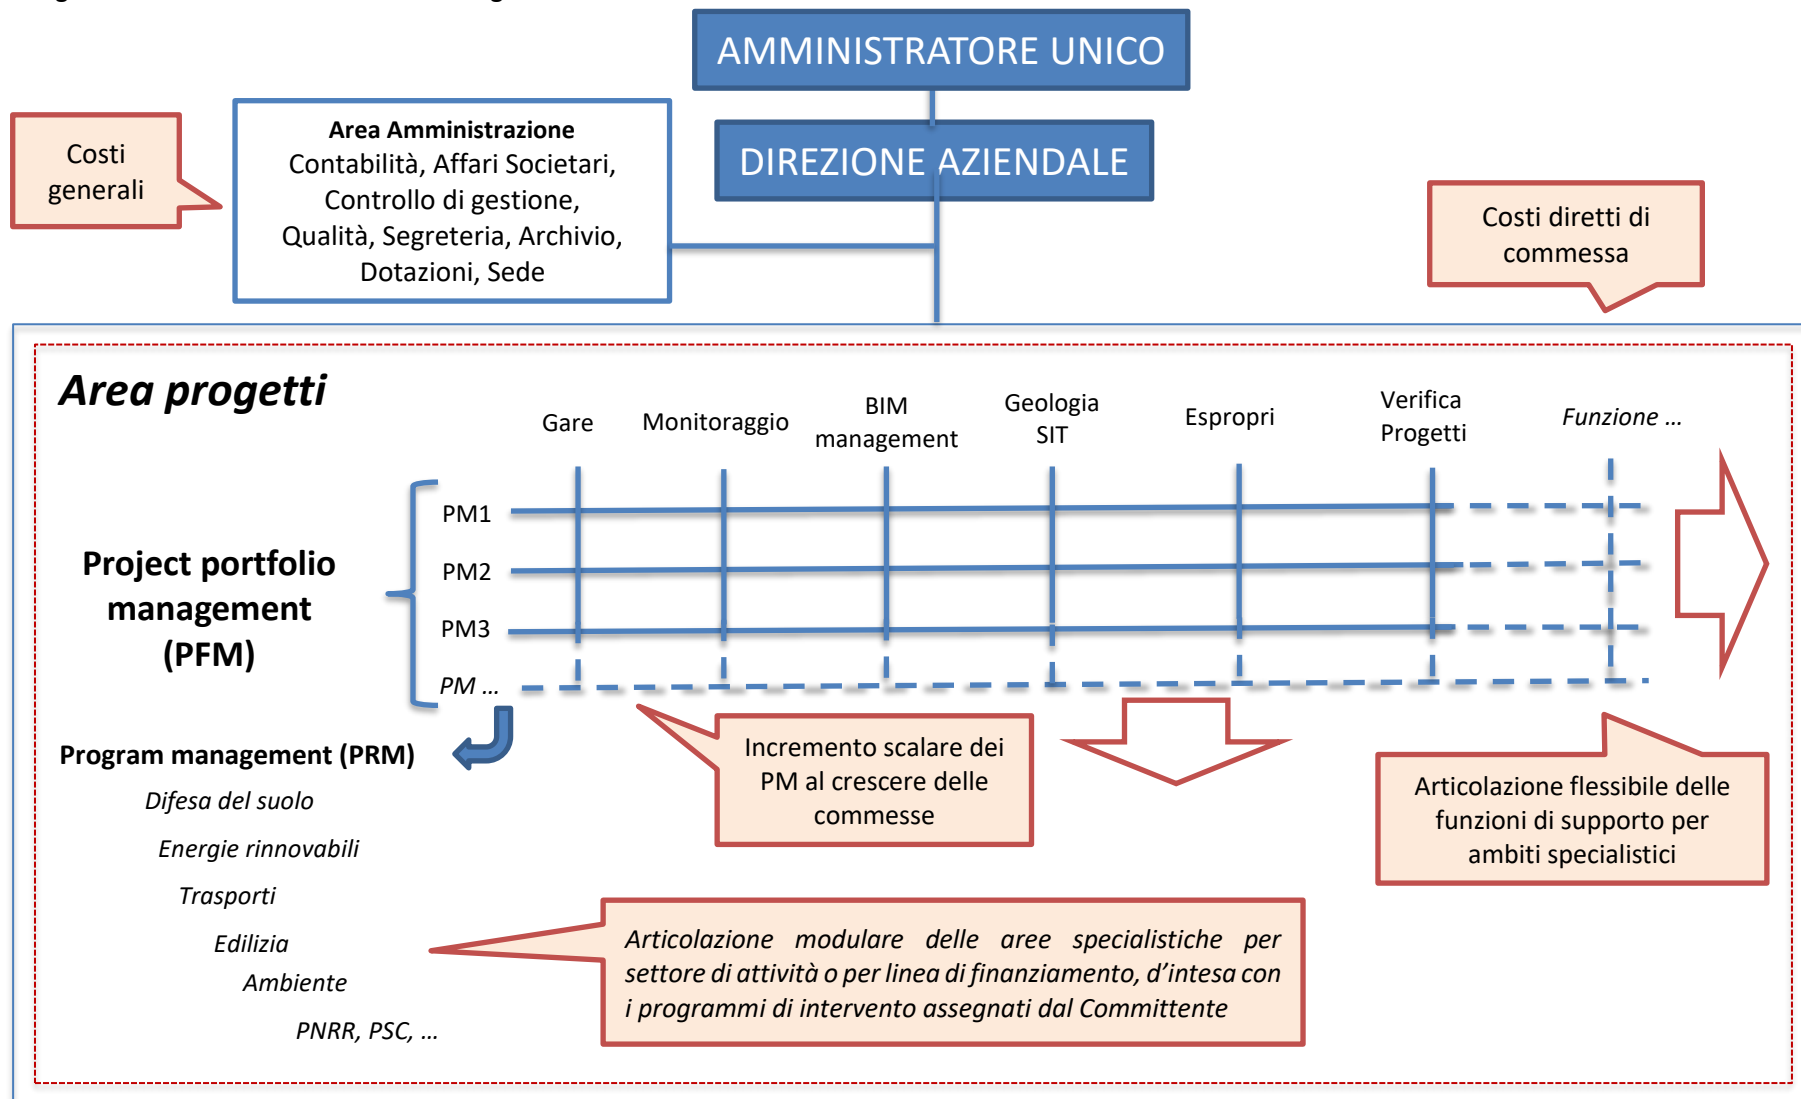 AMMINISTRATORE UNICO
DIREZIONE AZIENDALE
Costi
generali
Area Amministrazione
Contabilità, Affari Societari,
Controllo di gestione,
Qualità, Segreteria, Archivio,
Dotazioni, Sede
Costi diretti di
commessa
Area progetti
Gare
Monitoraggio
BIM
management
Geologia
SIT
Espropri
Verifica
Progetti
Funzione …
Project portfolio
management
(PFM)
PM1
PM2
PM3
PM …
Program management (PRM)
Difesa del suolo
Energie rinnovabili
Trasporti
Edilizia
Ambiente
PNRR, PSC, …
Incremento scalare dei
PM al crescere delle
commesse
Articolazione flessibile delle
funzioni di supporto per
ambiti specialistici
Articolazione modulare delle aree specialistiche per
settore di attività o per linea di finanziamento, d’intesa con
i programmi di intervento assegnati dal Committente